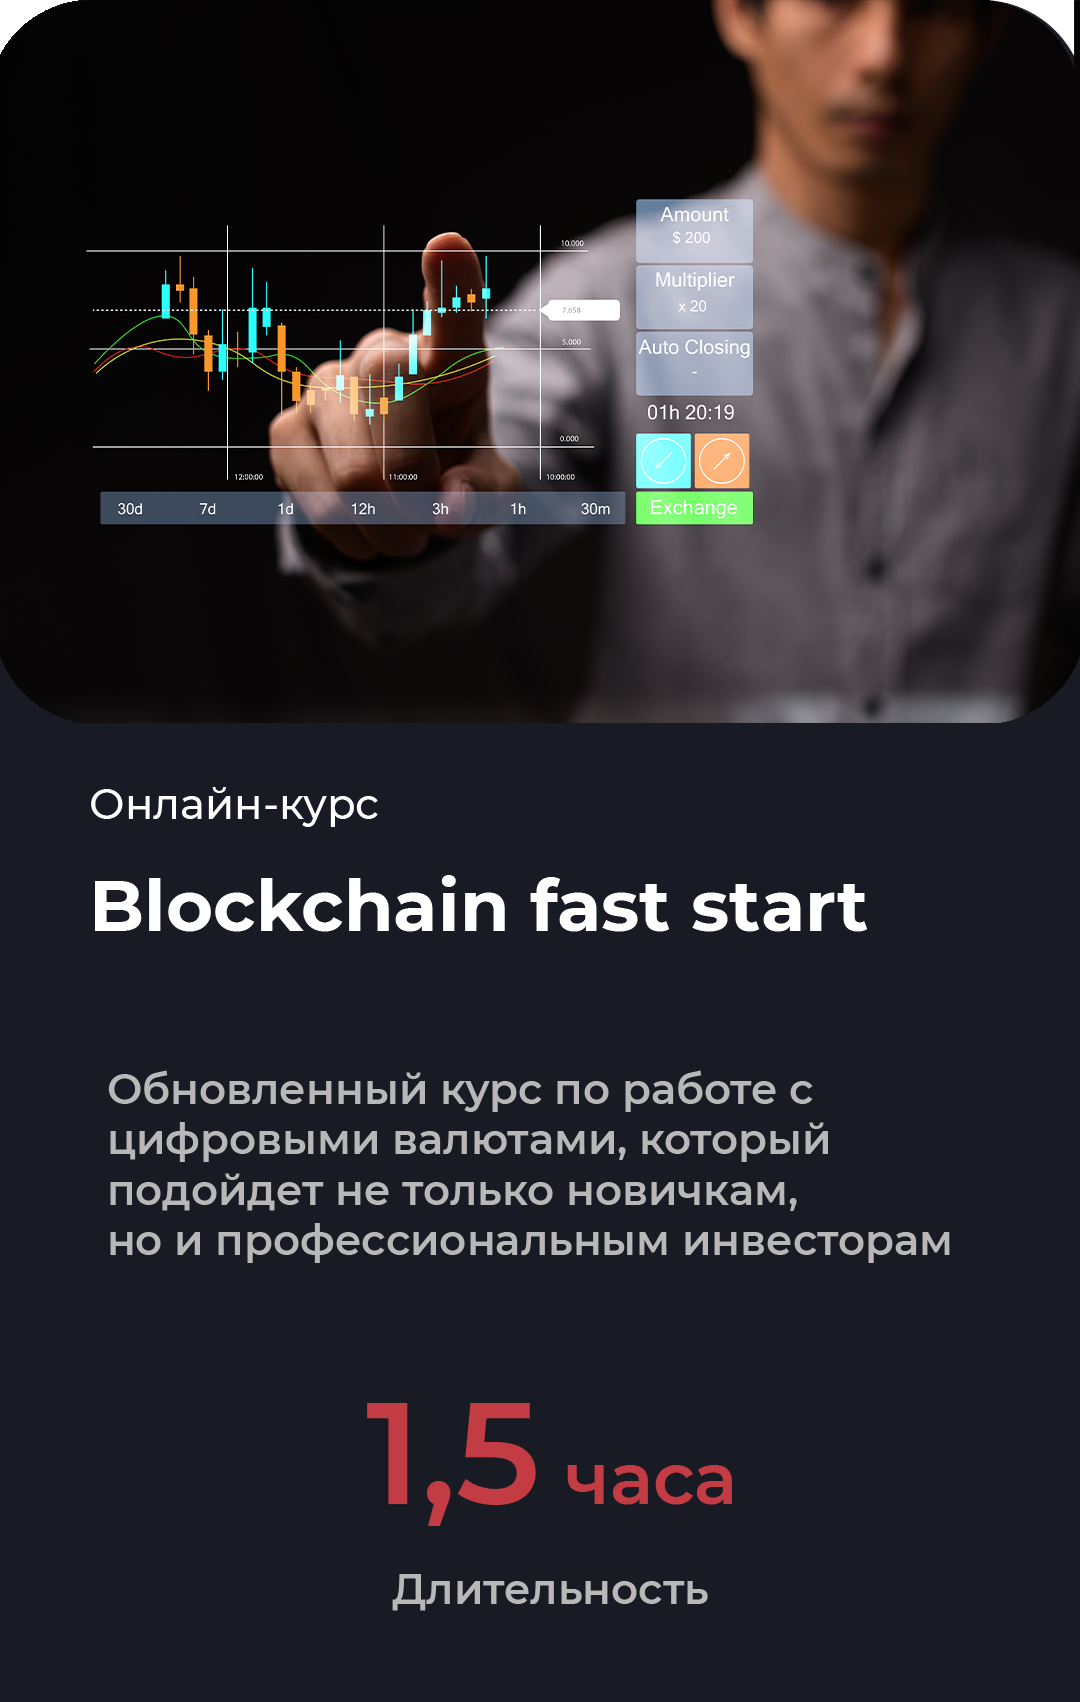 Amount
$ 200
10.000
Multiplier
x 20
7.658
5.000
Auto Closing
-
01h 20:19
0.000
12:00:00 11:00:00 10:00:00
30d 7d 1d 12h 3h 1h 30m
Exchange
Онлайн-курс
Blockchain fast start
Обновленный курс по работе с
цифровыми валютами, который
подойдет не только новичкам,
но и профессиональным инвесторам
1,5 часа
Длительность